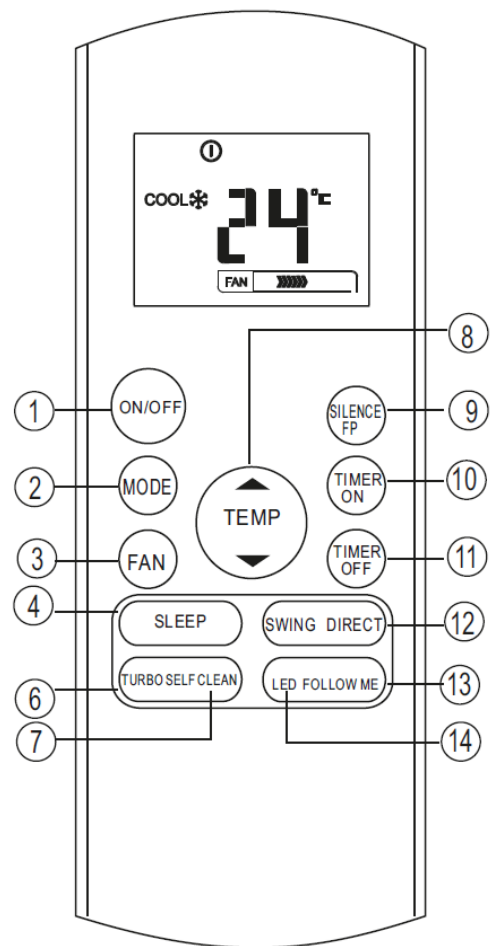 COOL 24°C
FAN
8
1 ON/OFF SILENCE FP 9
2 MODE TEMP TIMER ON 10
3 FAN TIMER OFF 11
4 SLEEP SWING DIRECT 12
6 TURBO SELF CLEAN LED FOLLOW ME 13
7 14